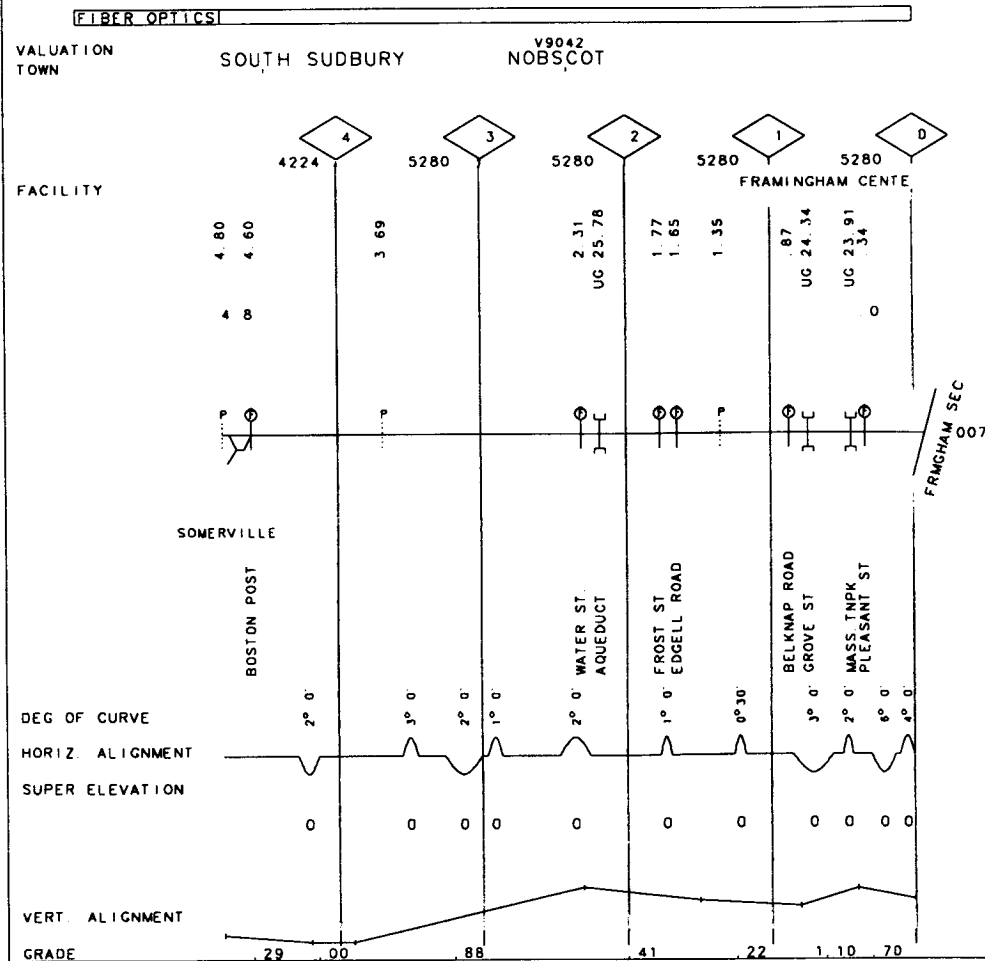 FIBER OPTICS
VALUATION V9042
TOWN SOUTH SUDBURY NOBSCOT
4 3 2 1 0
4224 5280 5280 5280 5280
FACILITY FRAMINGHAM CENTE
4.80
4.60
3 69
2.31
UG 25.78
1.77
1.65
1.35
.87
UG 24.34
UG 23.91
.34
4 8 0
P F P F F F P F F
FRMGHAM SEC
007
SOMERVILLE
BOSTON POST
WATER ST.
AQUEDUCT
FROST ST
EDGELL ROAD
BELKNAP ROAD
GROVE ST
MASS TNPK
PLEASANT ST
DEG OF CURVE 2° 0' 3° 0' 2° 0' 1° 0' 2° 0' 1° 0' 0° 30' 3° 0' 2° 0' 6° 0' 4° 0'
HORIZ. ALIGNMENT
SUPER ELEVATION
0 0 0 0 0 0 0 0 0 0 0
VERT. ALIGNMENT
GRADE .29 .00 .88 .41 .22 1.10 .70